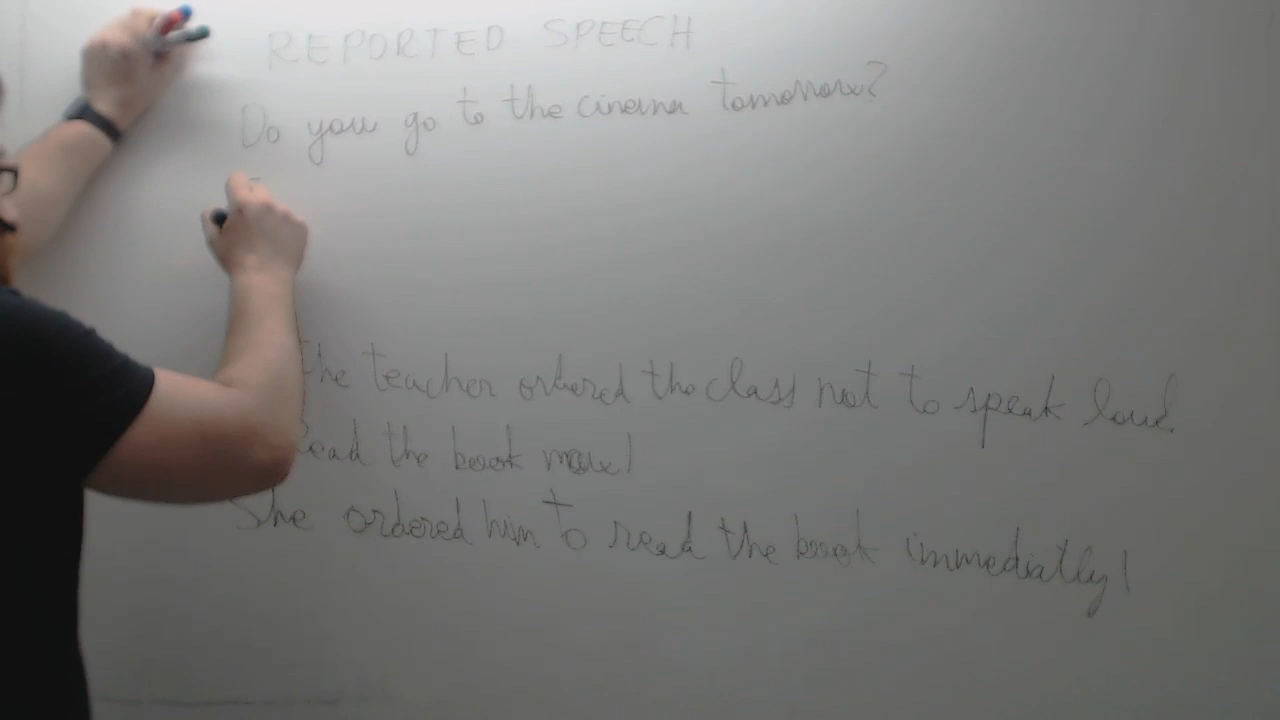 REPORTED SPEECH
Do you go to the cinema tomorrow?
the teacher ordered the class not to speak loud.
Read the book now!
She ordered him to read the book immediatly!